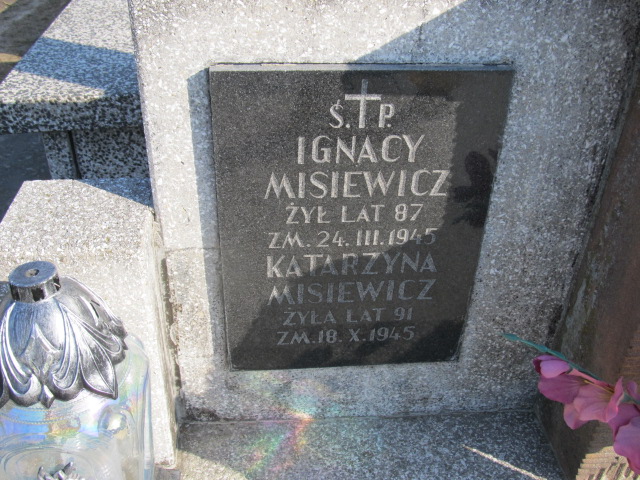 Ś.†P.
IGNACY
MISIEWICZ
ŻYŁ LAT 87
ZM. 24. III. 1945
KATARZYNA
MISIEWICZ
ŻYŁA LAT 91
ZM. 18. X. 1945